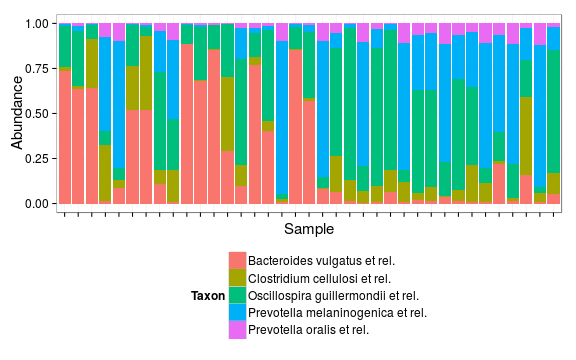 1.00
0.75
0.50
0.25
0.00
Abundance
Sample
Taxon
Bacteroides vulgatus et rel.
Clostridium cellulosi et rel.
Oscillospira guillermondii et rel.
Prevotella melaninogenica et rel.
Prevotella oralis et rel.